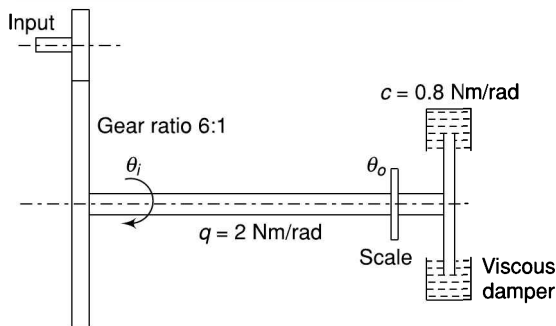 Input
c = 0.8 Nm/rad
Gear ratio 6:1
θi
θo
q = 2 Nm/rad
Scale
Viscous
damper